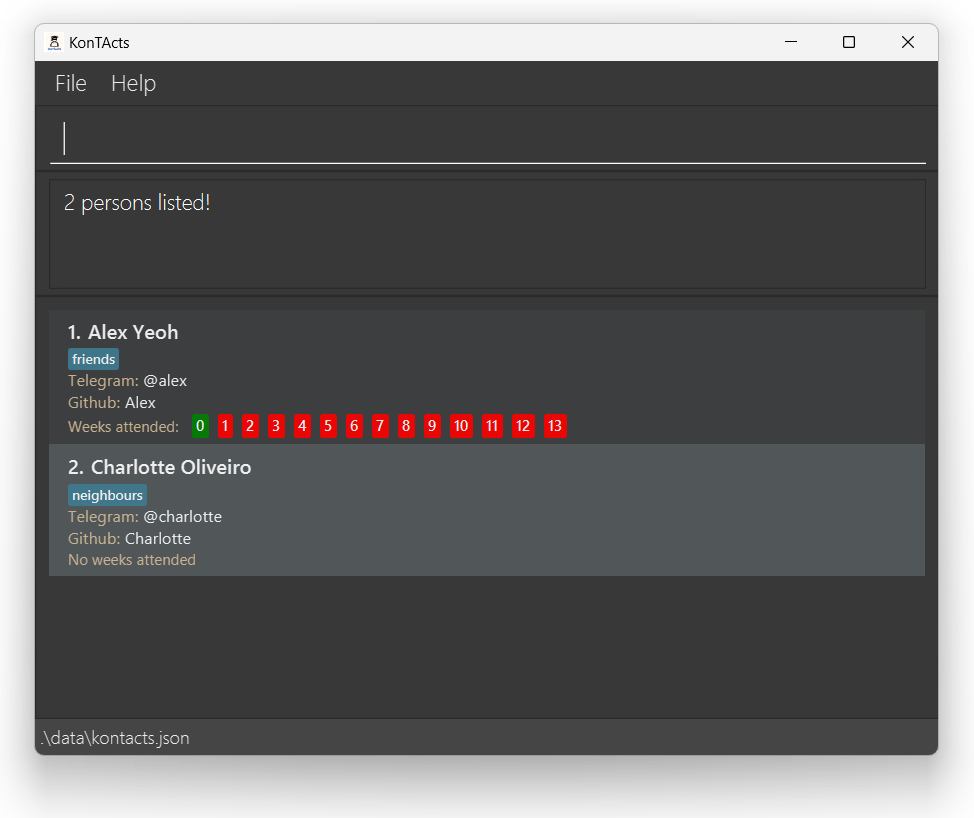 KonTActs
File Help
2 persons listed!
1. Alex Yeoh
friends
Telegram: @alex
Github: Alex
Weeks attended: 0 1 2 3 4 5 6 7 8 9 10 11 12 13
2. Charlotte Oliveiro
neighbours
Telegram: @charlotte
Github: Charlotte
No weeks attended
.\data\kontacts.json